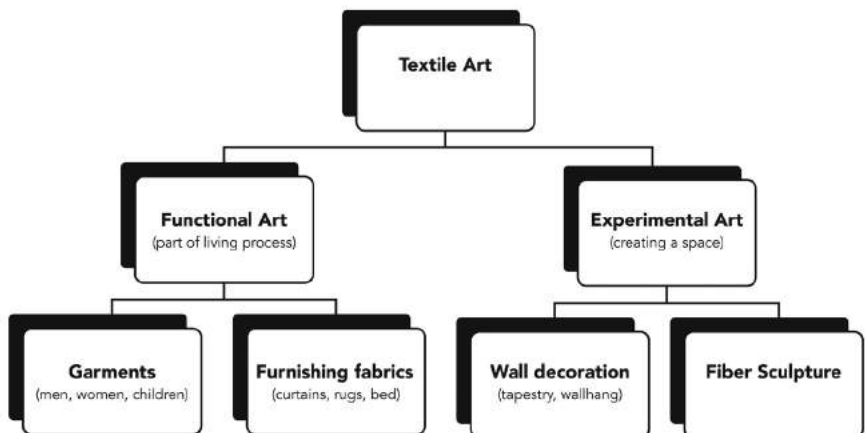 Textile Art
Functional Art
(part of living process)
Experimental Art
(creating a space)
Garments
(men, women, children)
Furnishing fabrics
(curtains, rugs, bed)
Wall decoration
(tapestry, wallhang)
Fiber Sculpture